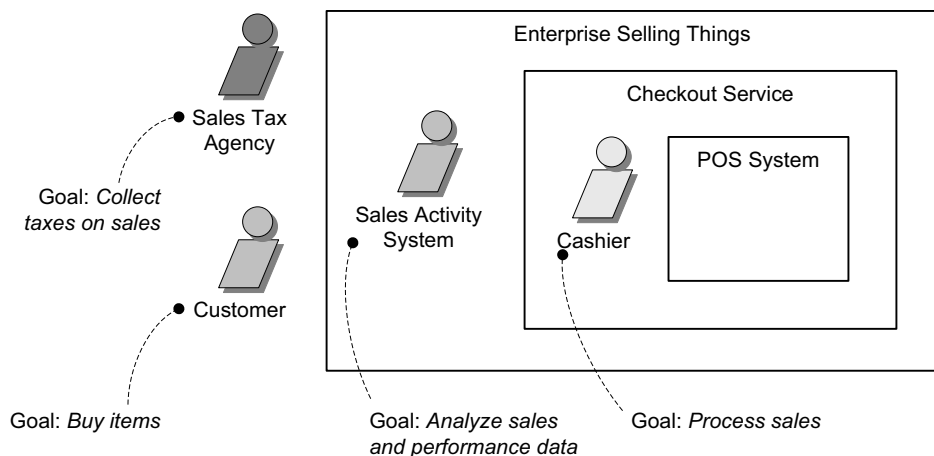 Enterprise Selling Things
Checkout Service
POS System
Sales Tax
Agency
Goal: Collect
taxes on sales
Sales Activity
System
Cashier
Customer
Goal: Buy items
Goal: Analyze sales
and performance data
Goal: Process sales